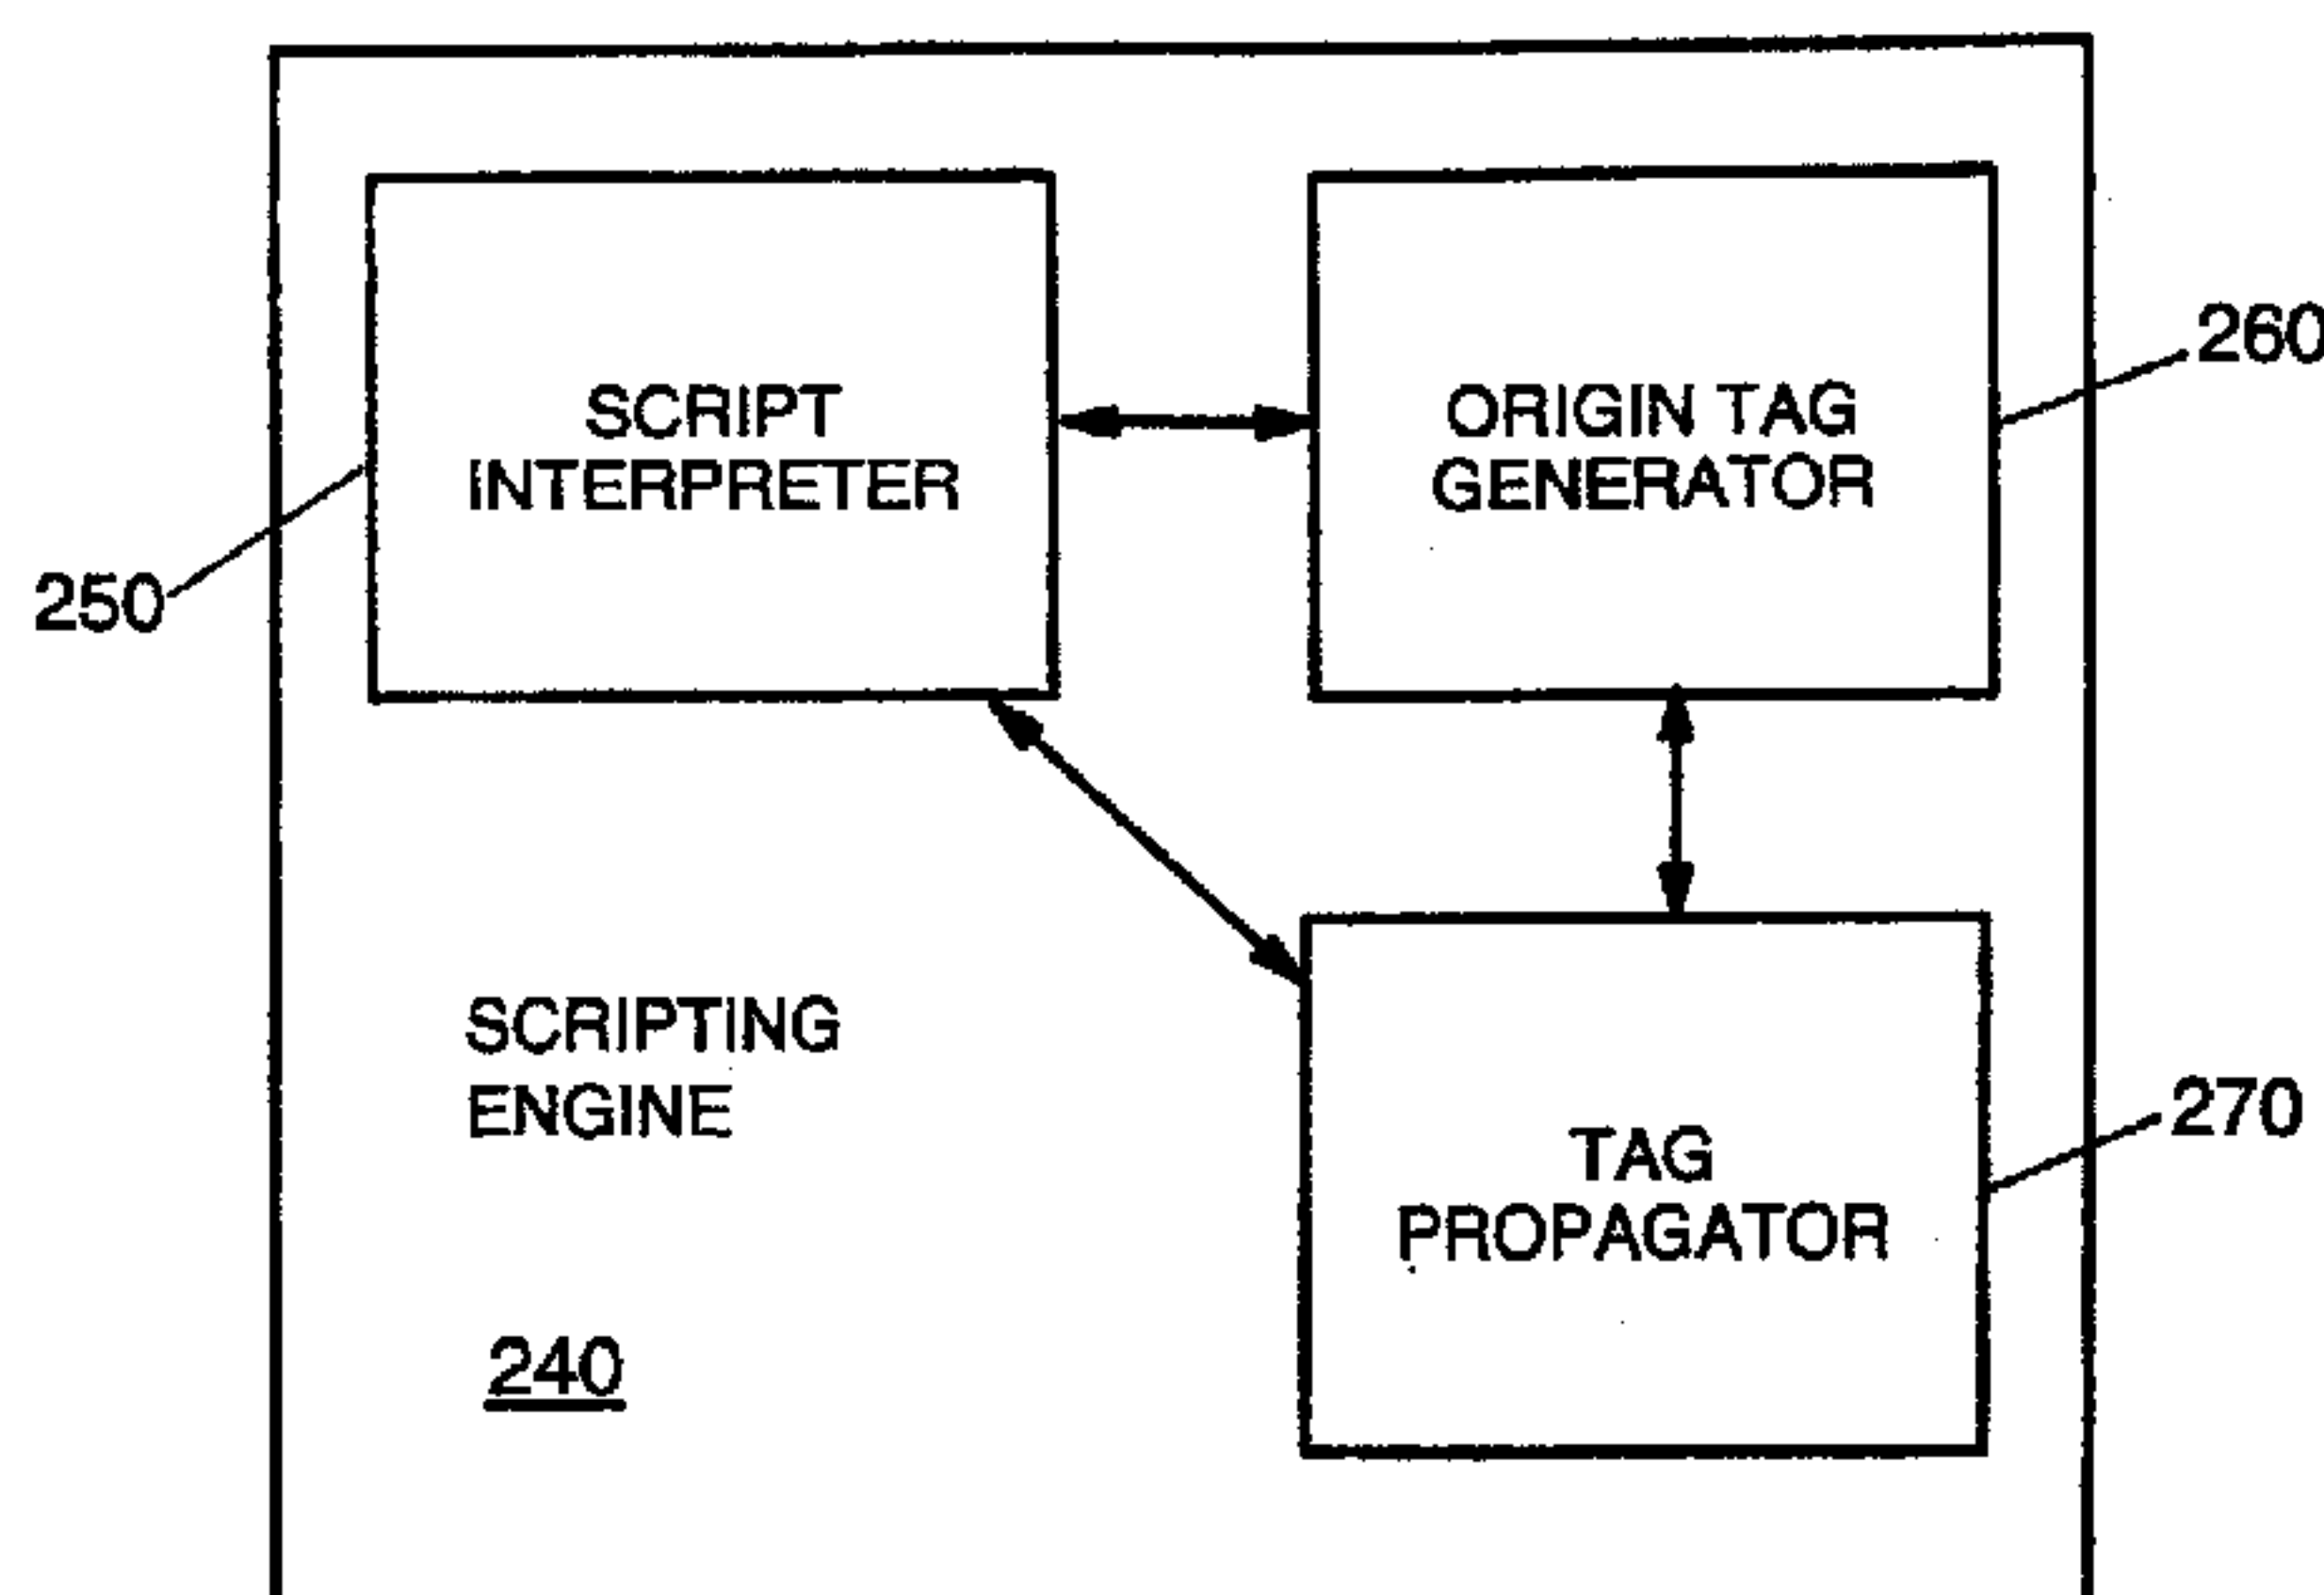 SCRIPT
INTERPRETER
ORIGIN TAG
GENERATOR
260
250
SCRIPTING
ENGINE
240
TAG
PROPAGATOR
270